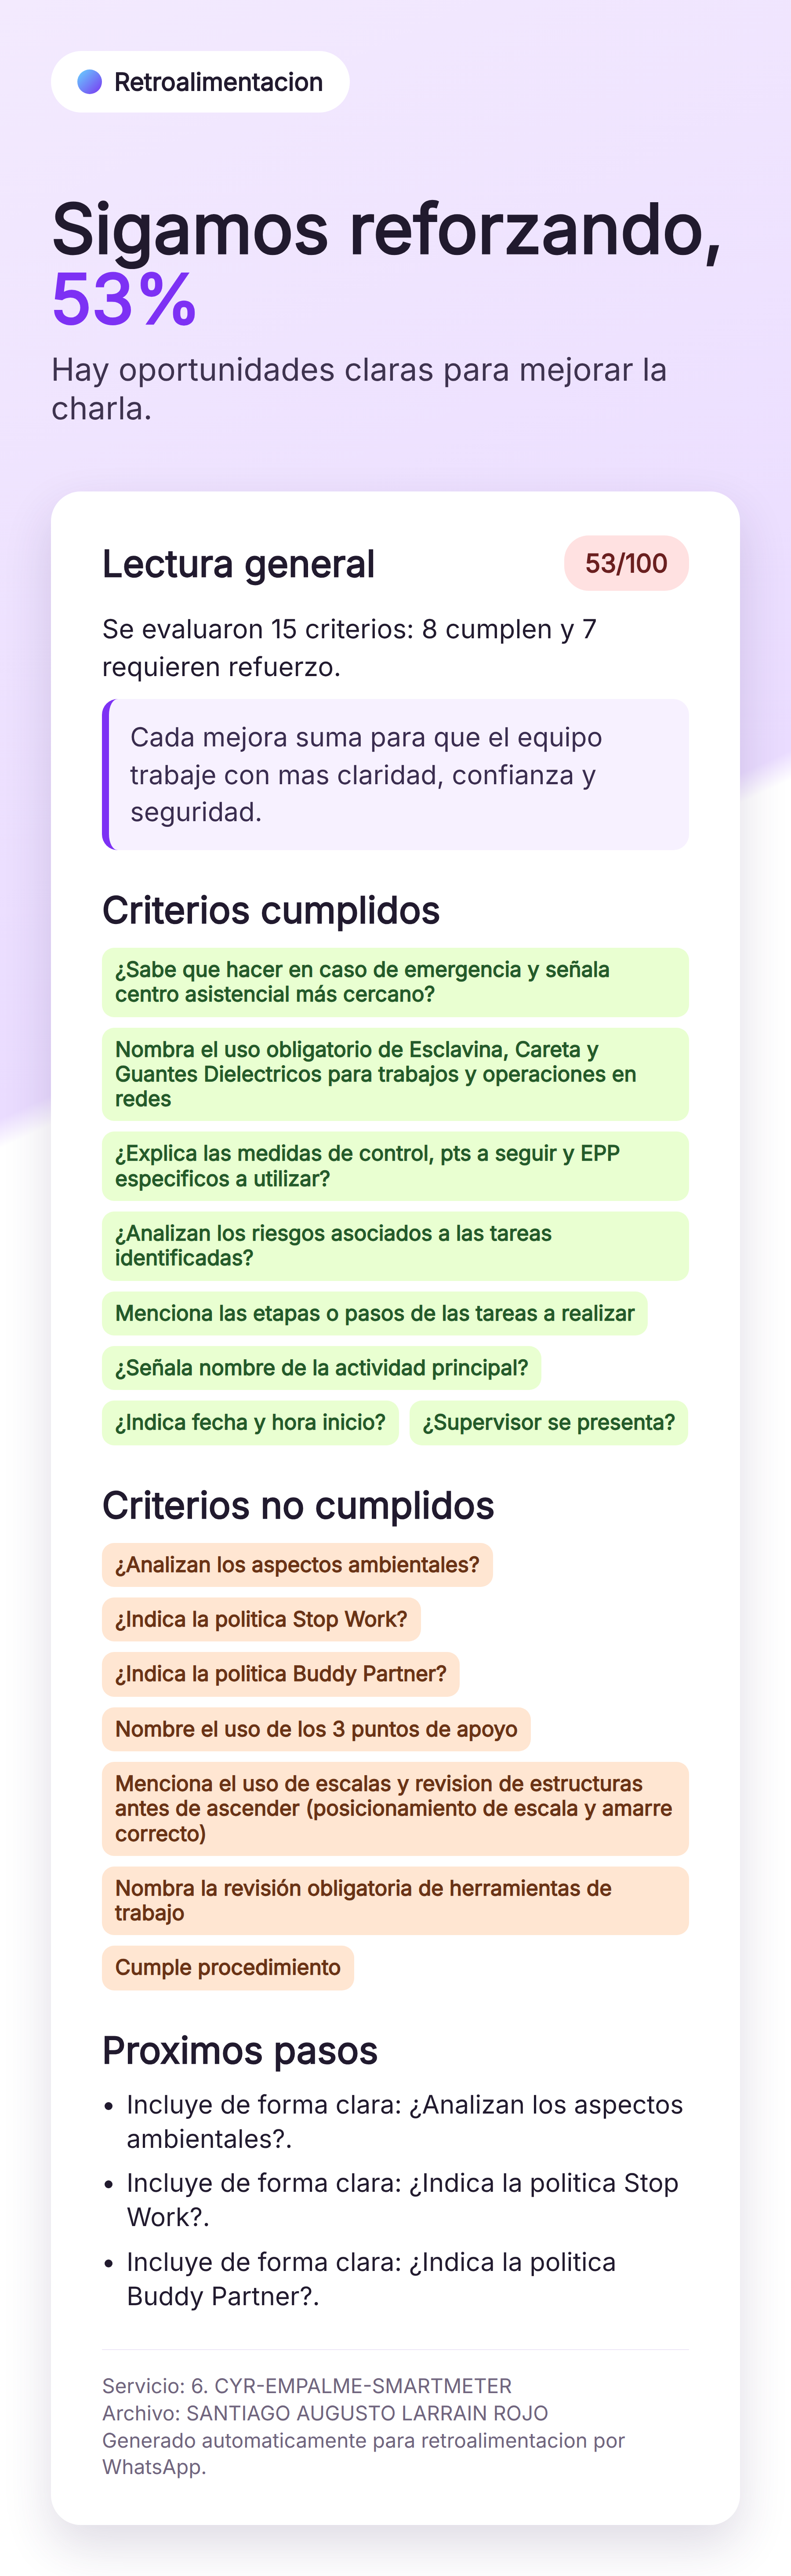 Retroalimentacion
Sigamos reforzando,
53%
Hay oportunidades claras para mejorar la
charla.
Lectura general
53/100
Se evaluaron 15 criterios: 8 cumplen y 7
requieren refuerzo.
Cada mejora suma para que el equipo
trabaje con mas claridad, confianza y
seguridad.
Criterios cumplidos
¿Sabe que hacer en caso de emergencia y señala
centro asistencial más cercano?
Nombra el uso obligatorio de Esclavina, Careta y
Guantes Dielectricos para trabajos y operaciones en
redes
¿Explica las medidas de control, pts a seguir y EPP
especificos a utilizar?
¿Analizan los riesgos asociados a las tareas
identificadas?
Menciona las etapas o pasos de las tareas a realizar
¿Señala nombre de la actividad principal?
¿Indica fecha y hora inicio? ¿Supervisor se presenta?
Criterios no cumplidos
¿Analizan los aspectos ambientales?
¿Indica la politica Stop Work?
¿Indica la politica Buddy Partner?
Nombre el uso de los 3 puntos de apoyo
Menciona el uso de escalas y revision de estructuras
antes de ascender (posicionamiento de escala y amarre
correcto)
Nombra la revisión obligatoria de herramientas de
trabajo
Cumple procedimiento
Proximos pasos
• Incluye de forma clara: ¿Analizan los aspectos
ambientales?.
• Incluye de forma clara: ¿Indica la politica Stop
Work?.
• Incluye de forma clara: ¿Indica la politica
Buddy Partner?.
Servicio: 6. CYR-EMPALME-SMARTMETER
Archivo: SANTIAGO AUGUSTO LARRAIN ROJO
Generado automaticamente para retroalimentacion por
WhatsApp.